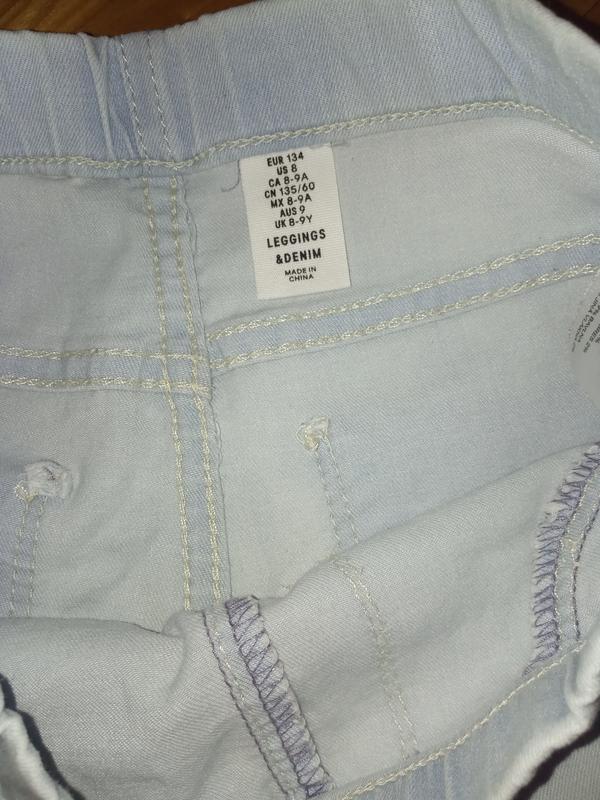 EUR 134
US 8
CA 8-9A
CN 135/60
MX 8-9A
AUS 9
UK 8-9Y
LEGGINGS
&DENIM
MADE IN
CHINA